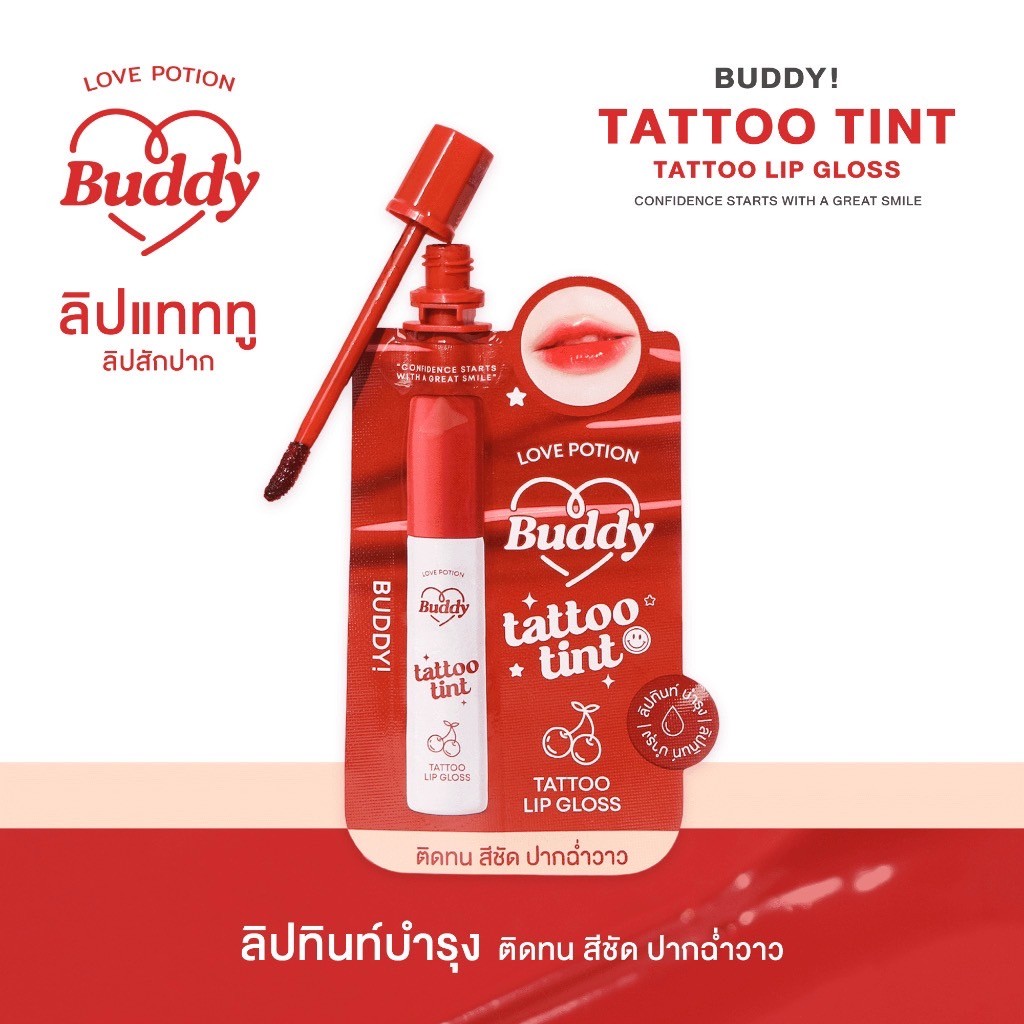 LOVE POTION
Buddy
ลิปแทททู
ลิปสักปาก
BUDDY!
TATTOO TINT
TATTOO LIP GLOSS
CONFIDENCE STARTS WITH A GREAT SMILE
"CONFIDENCE STARTS
WITH A GREAT SMILE"
LOVE POTION
Buddy
tattoo
tint
TATTOO
LIP GLOSS
BUDDY!
LOVE POTION
Buddy
tattoo
tint
TATTOO
LIP GLOSS
ลิปทินท์ บำรุง | ลิปทินท์ บำรุง |
ติดทน สีชัด ปากฉ่ำวาว
ลิปทินท์บำรุง ติดทน สีชัด ปากฉ่ำวาว